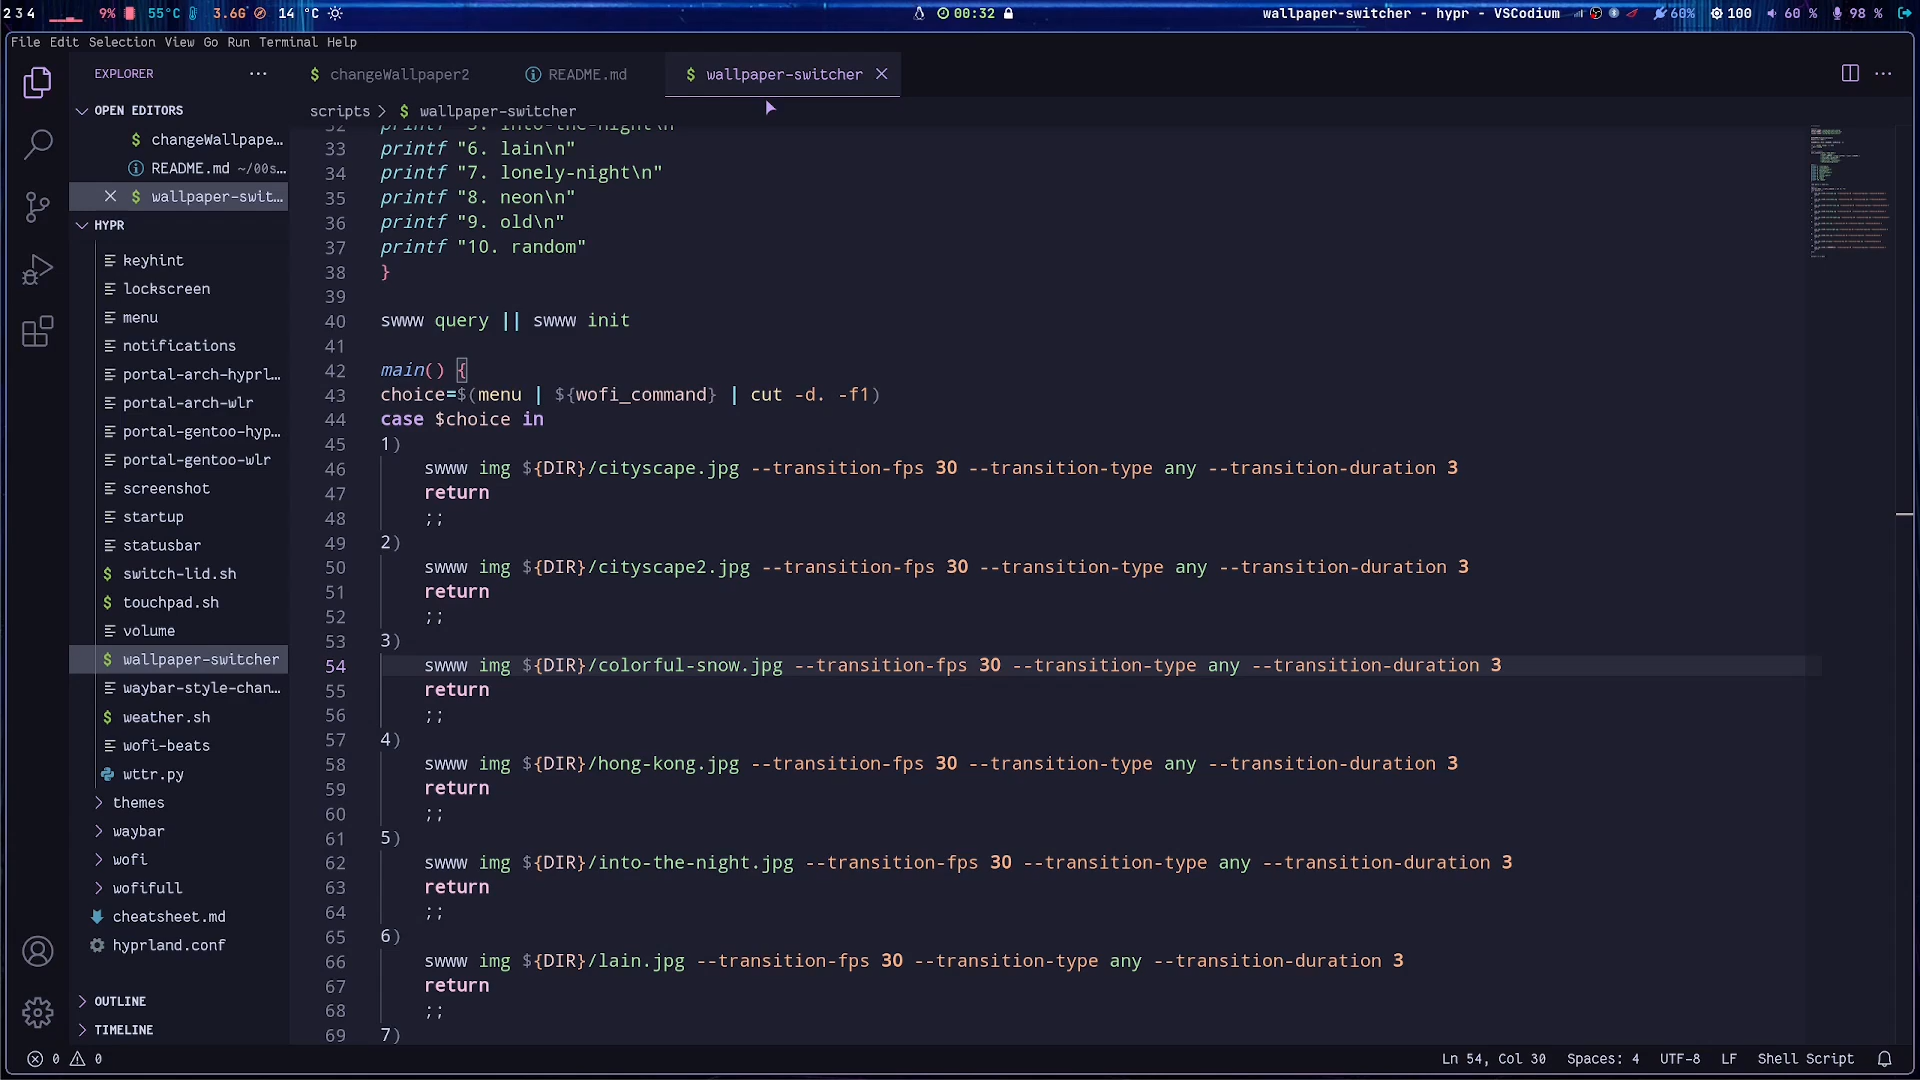 2 3 4 9% 55°C 3.6G 14 °C 00:32 wallpaper-switcher - hypr - VSCodium 60% 100 60 % 98 %
File Edit Selection View Go Run Terminal Help
EXPLORER ...
$ changeWallpaper2 README.md $ wallpaper-switcher
OPEN EDITORS
$ changeWallpape...
README.md ~/00s...
$ wallpaper-swit...
HYPR
keyhint
lockscreen
menu
notifications
portal-arch-hyprl...
portal-arch-wlr
portal-gentoo-hyp...
portal-gentoo-wlr
screenshot
startup
statusbar
$ switch-lid.sh
$ touchpad.sh
volume
$ wallpaper-switcher
waybar-style-chan...
$ weather.sh
wofi-beats
wttr.py
themes
waybar
wofi
wofifull
cheatsheet.md
hyprland.conf
OUTLINE
TIMELINE
scripts > $ wallpaper-switcher
32 printf "5. into-the-night\n"
33 printf "6. lain\n"
34 printf "7. lonely-night\n"
35 printf "8. neon\n"
36 printf "9. old\n"
37 printf "10. random"
38 }
39
40 swww query || swww init
41
42 main() {
43 choice=$(menu | ${wofi_command} | cut -d. -f1)
44 case $choice in
45 1)
46 swww img ${DIR}/cityscape.jpg --transition-fps 30 --transition-type any --transition-duration 3
47 return
48 ;;
49 2)
50 swww img ${DIR}/cityscape2.jpg --transition-fps 30 --transition-type any --transition-duration 3
51 return
52 ;;
53 3)
54 swww img ${DIR}/colorful-snow.jpg --transition-fps 30 --transition-type any --transition-duration 3
55 return
56 ;;
57 4)
58 swww img ${DIR}/hong-kong.jpg --transition-fps 30 --transition-type any --transition-duration 3
59 return
60 ;;
61 5)
62 swww img ${DIR}/into-the-night.jpg --transition-fps 30 --transition-type any --transition-duration 3
63 return
64 ;;
65 6)
66 swww img ${DIR}/lain.jpg --transition-fps 30 --transition-type any --transition-duration 3
67 return
68 ;;
69 7)
0 0 Ln 54, Col 30 Spaces: 4 UTF-8 LF Shell Script